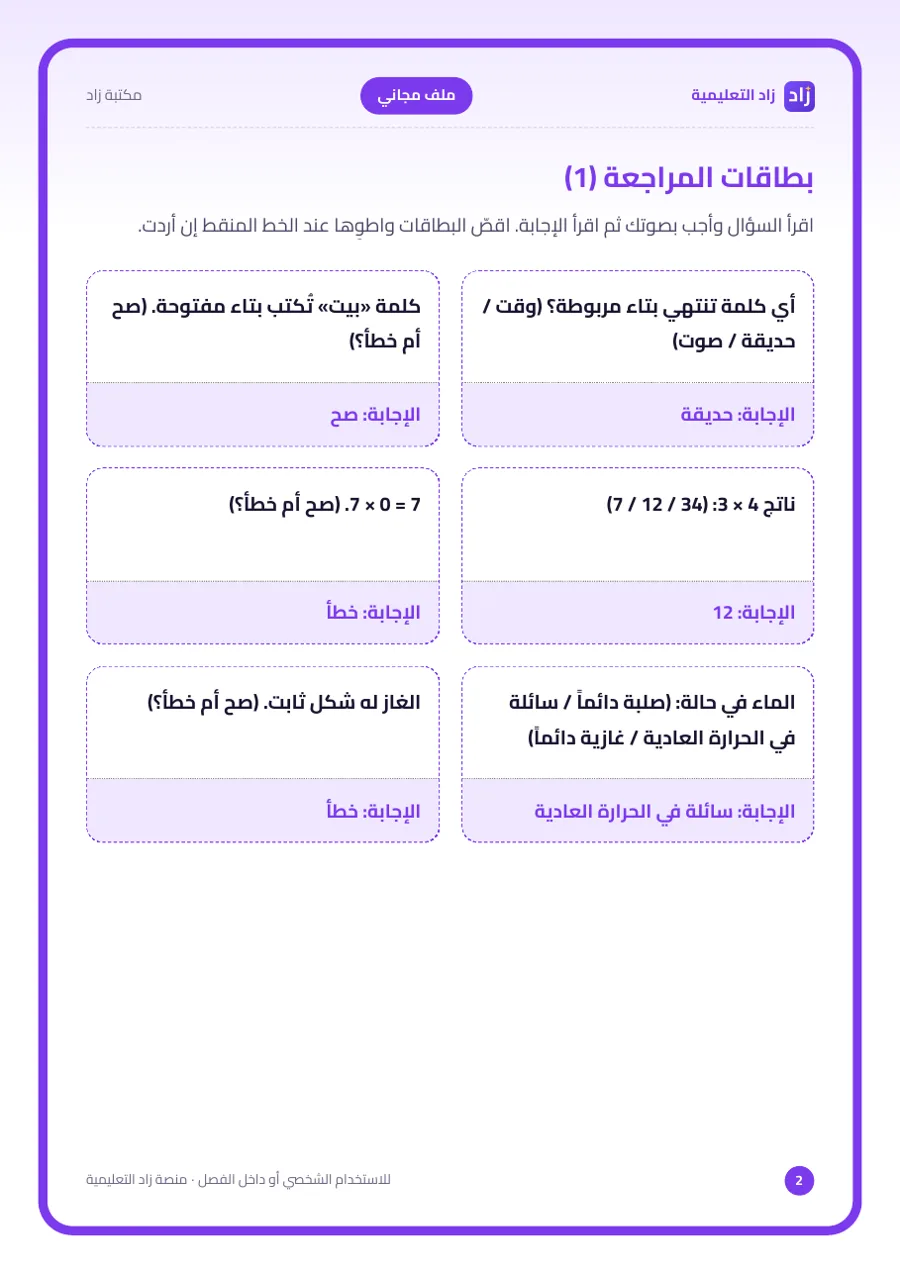 زاد زاد التعليمية
ملف مجاني
مكتبة زاد
بطاقات المراجعة (1)
اقرأ السؤال وأجب بصوتك ثم اقرأ الإجابة. اقصّ البطاقات واطوِها عند الخط المنقط إن أردت.
أي كلمة تنتهي بتاء مربوطة؟ (وقت /
حديقة / صوت)
الإجابة: حديقة
كلمة «بيت» تُكتب بتاء مفتوحة. (صح
أم خطأ؟)
الإجابة: صح
ناتج 4 × 3: (34 / 12 / 7)
الإجابة: 12
7 × 0 = 7. (صح أم خطأ؟)
الإجابة: خطأ
الماء في حالة: (صلبة دائماً / سائلة
في الحرارة العادية / غازية دائماً)
الإجابة: سائلة في الحرارة العادية
الغاز له شكل ثابت. (صح أم خطأ؟)
الإجابة: خطأ
2
للاستخدام الشخصي أو داخل الفصل · منصة زاد التعليمية